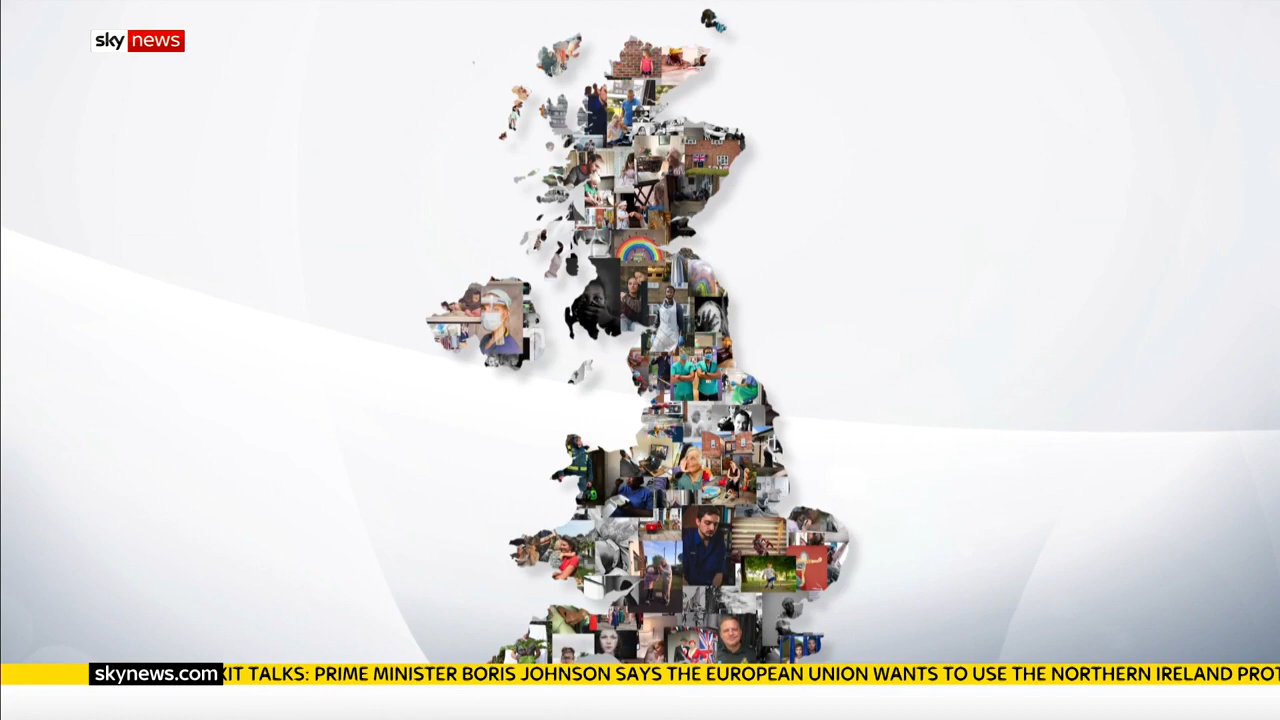 sky news
skynews.com
KIT TALKS: PRIME MINISTER BORIS JOHNSON SAYS THE EUROPEAN UNION WANTS TO USE THE NORTHERN IRELAND PROT